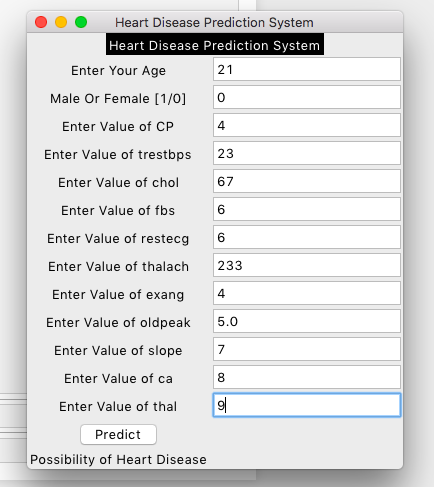 Heart Disease Prediction System
Heart Disease Prediction System
Enter Your Age 21
Male Or Female [1/0] 0
Enter Value of CP 4
Enter Value of trestbps 23
Enter Value of chol 67
Enter Value of fbs 6
Enter Value of restecg 6
Enter Value of thalach 233
Enter Value of exang 4
Enter Value of oldpeak 5.0
Enter Value of slope 7
Enter Value of ca 8
Enter Value of thal 9
Predict
Possibility of Heart Disease